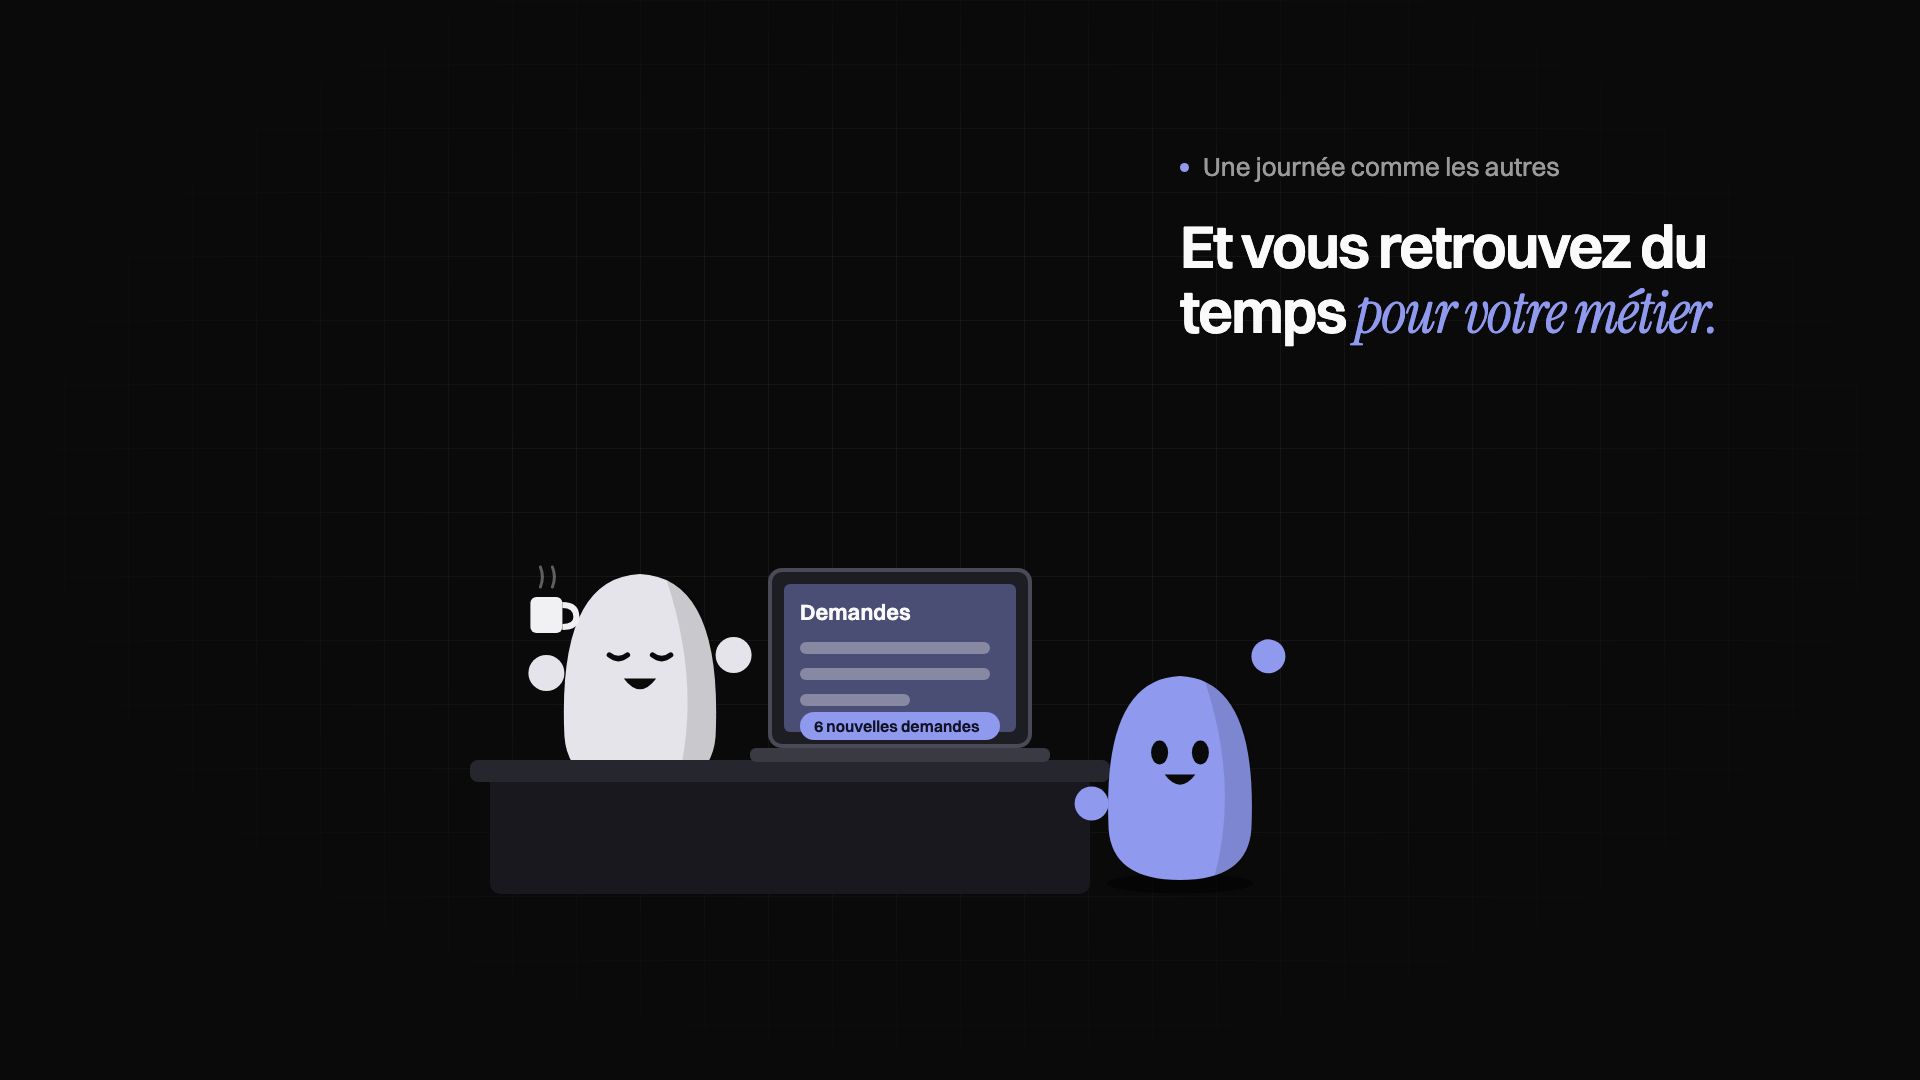 Une journée comme les autres
Et vous retrouvez du
temps pour votre métier.
Demandes
6 nouvelles demandes